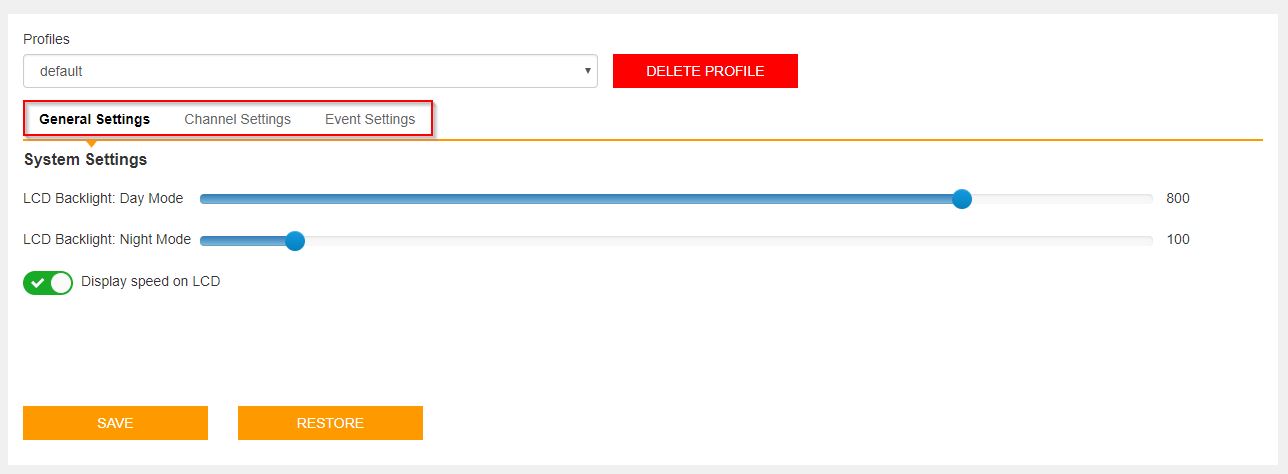 Profiles
default DELETE PROFILE
General Settings Channel Settings Event Settings
System Settings
LCD Backlight: Day Mode 800
LCD Backlight: Night Mode 100
Display speed on LCD
SAVE RESTORE